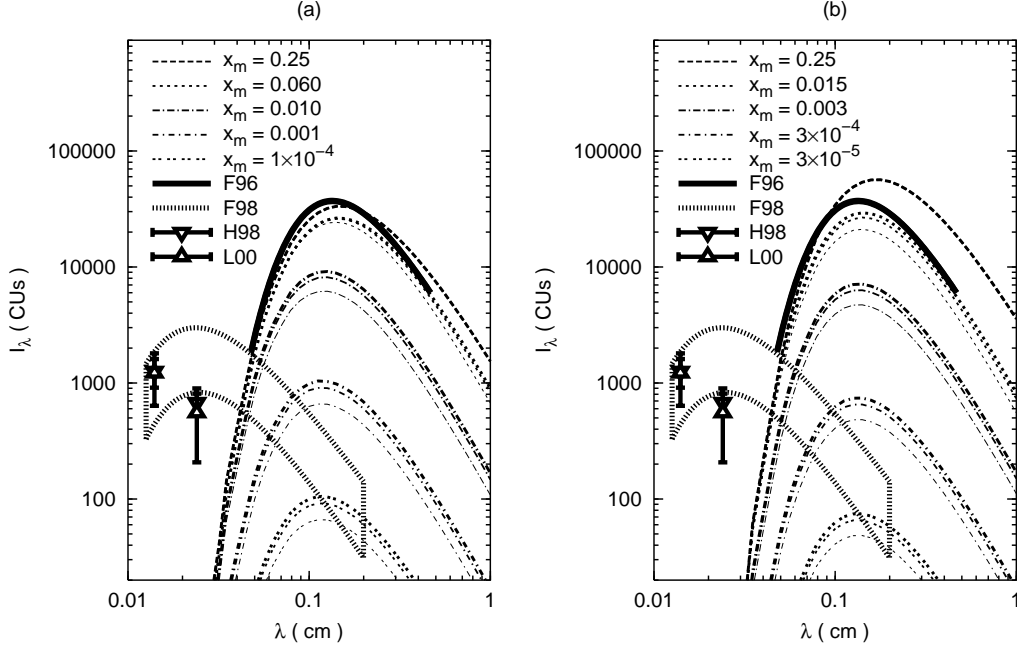 (a)
x_m = 0.25
x_m = 0.060
x_m = 0.010
x_m = 0.001
x_m = 1×10^-4
F96
F98
H98
L00
100000
10000
1000
100
I_λ ( CUs )
0.01
0.1
1
λ ( cm )
(b)
x_m = 0.25
x_m = 0.015
x_m = 0.003
x_m = 3×10^-4
x_m = 3×10^-5
F96
F98
H98
L00
100000
10000
1000
100
I_λ ( CUs )
0.01
0.1
1
λ ( cm )